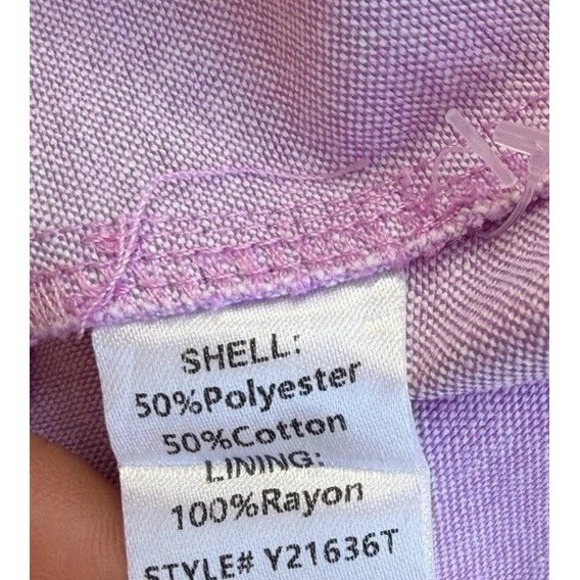 SHELL:
50%Polyester
50%Cotton
LINING:
100%Rayon
STYLE# Y21636T